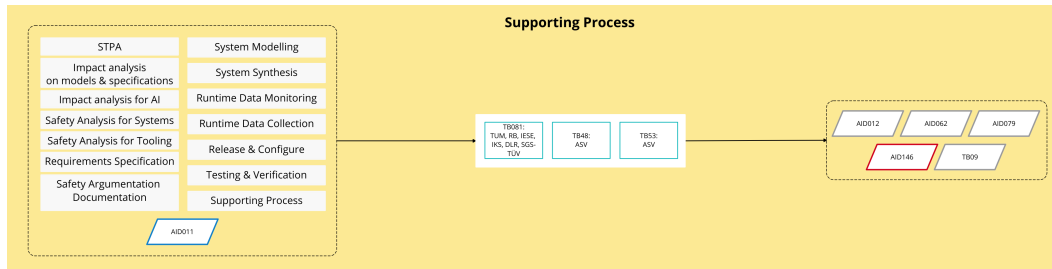 Supporting Process
STPA
Impact analysis
on models & specifications
Impact analysis for AI
Safety Analysis for Systems
Safety Analysis for Tooling
Requirements Specification
Safety Argumentation
Documentation
System Modelling
System Synthesis
Runtime Data Monitoring
Runtime Data Collection
Release & Configure
Testing & Verification
Supporting Process
AID011
TB081:
TUM, RB, IESE,
IKS, DLR, SGS-
TÜV
TB48:
ASV
TB53:
ASV
AID012
AID062
AID079
AID146
TB09